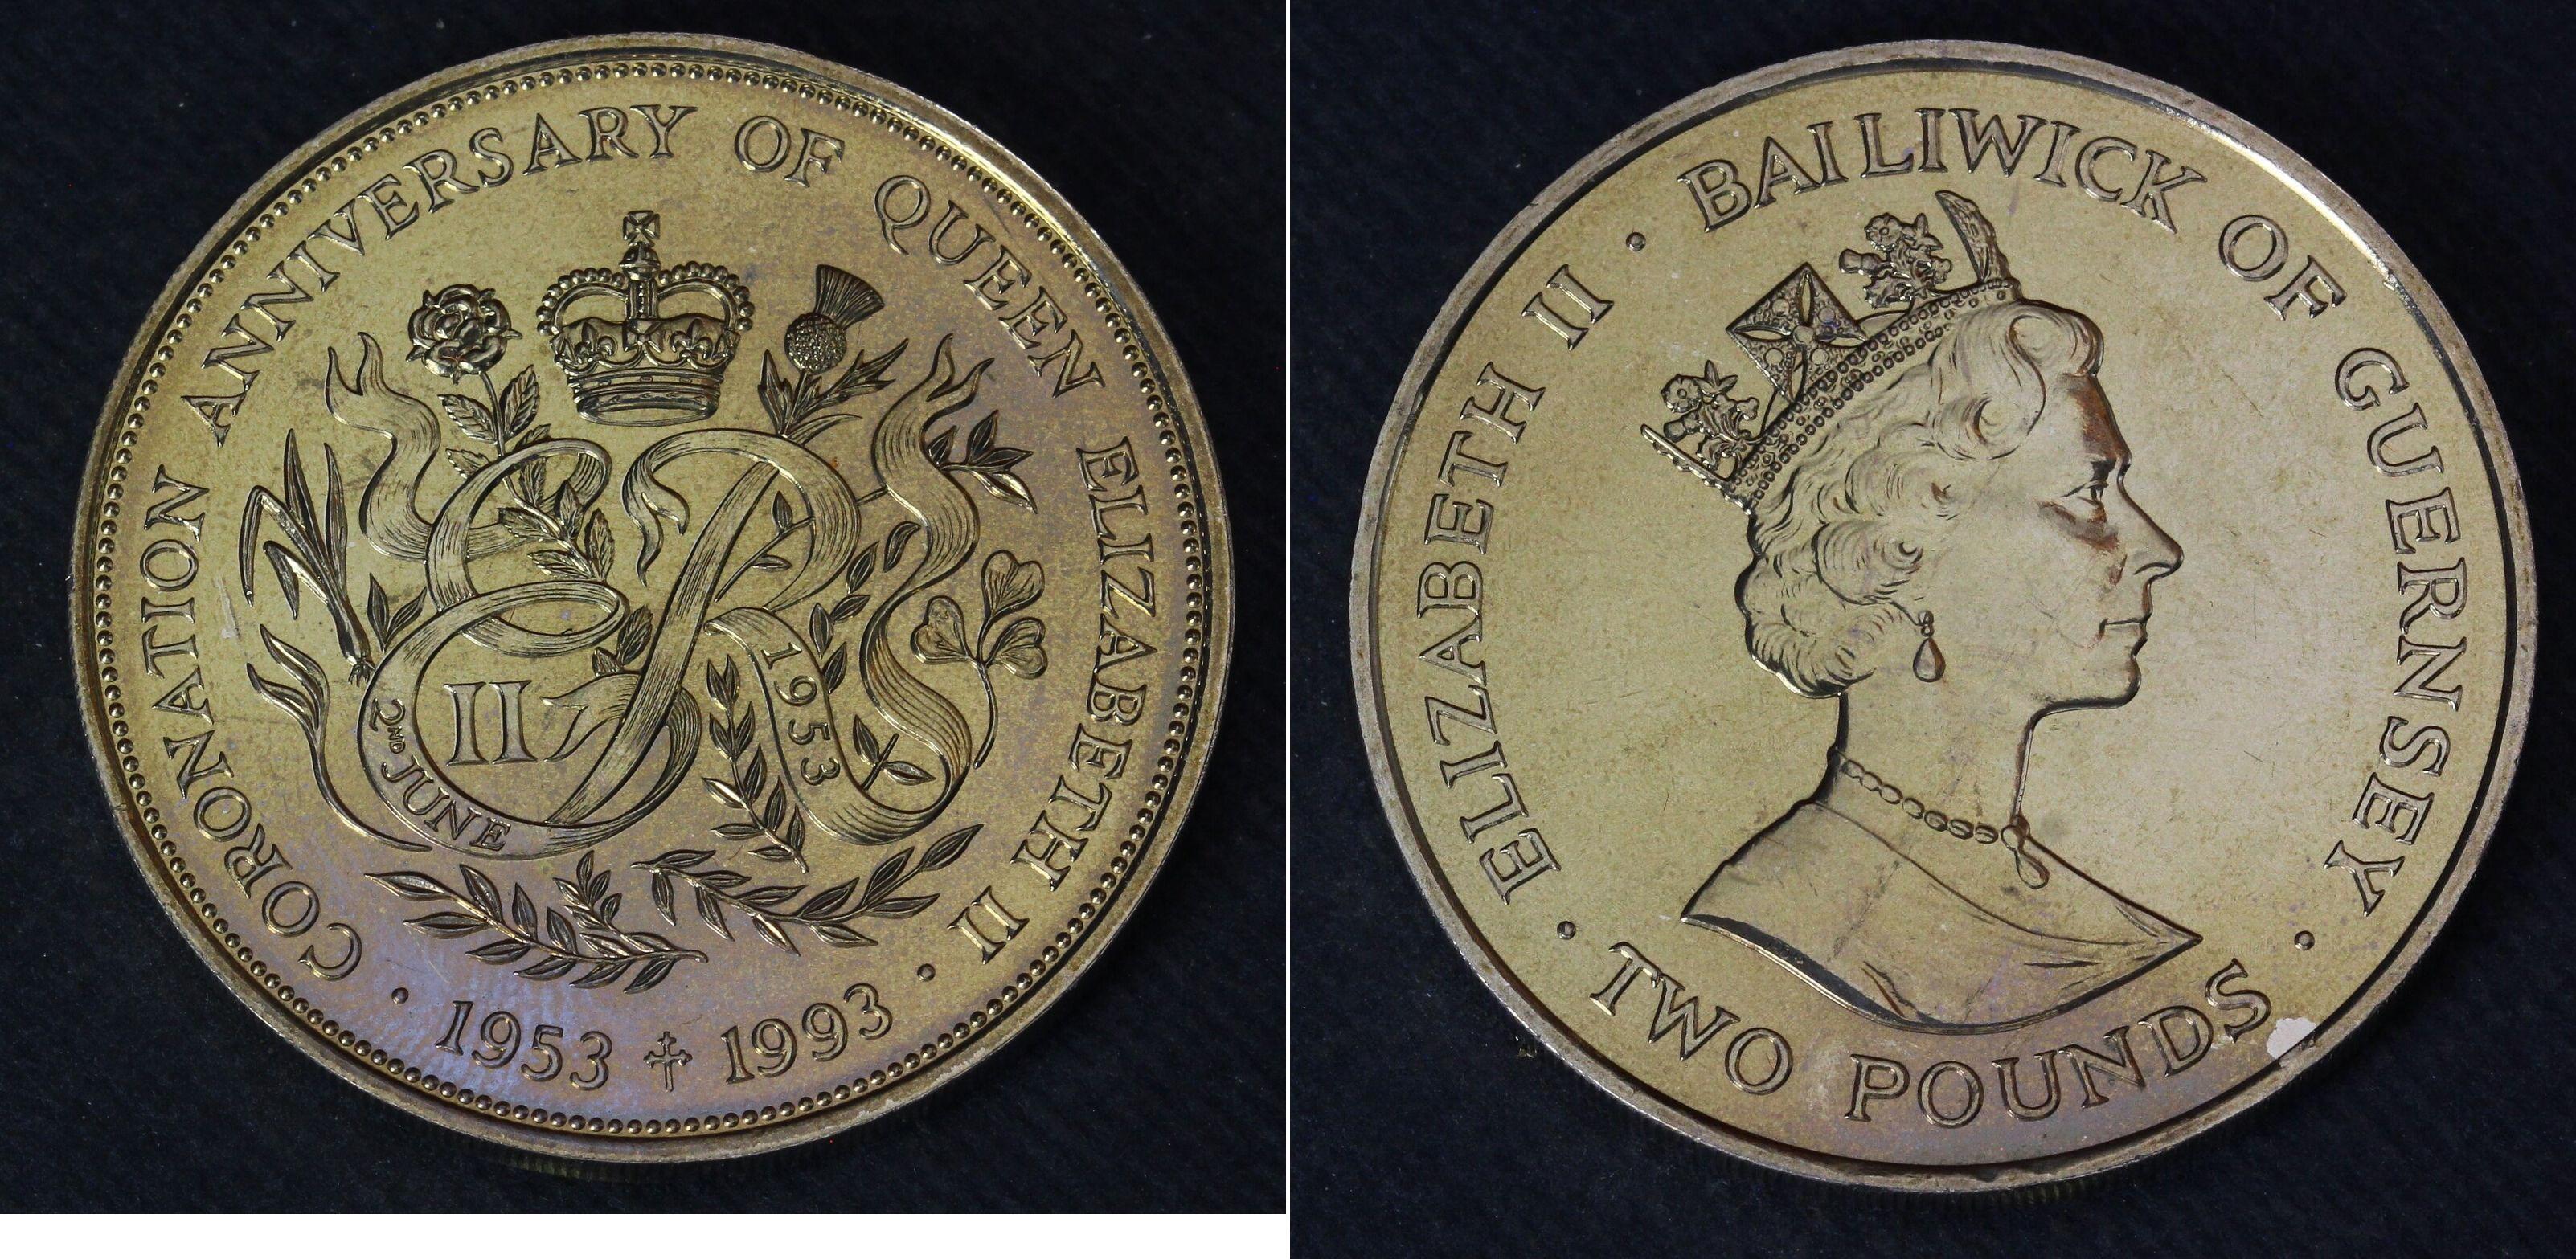 CORONATION ANNIVERSARY OF QUEEN ELIZABETH II
· 1953 ‡ 1993 ·
II
2ND JUNE
1953
ELIZABETH II · BAILIWICK OF GUERNSEY
· TWO POUNDS ·